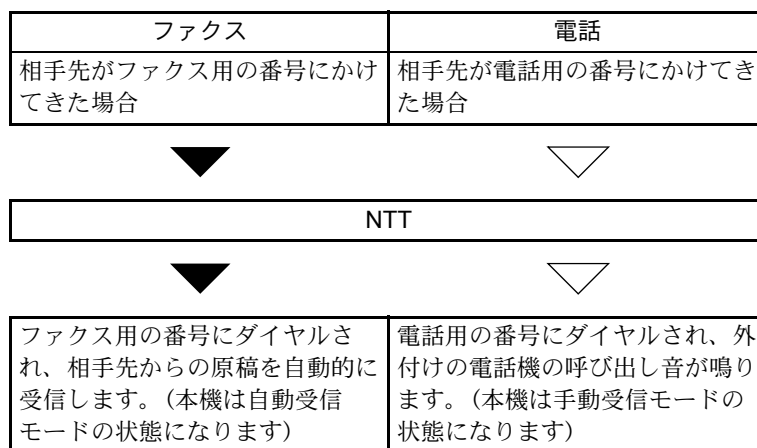 ファクス
電話
相手先がファクス用の番号にかけ
てきた場合
相手先が電話用の番号にかけてき
た場合
NTT
ファクス用の番号にダイヤルさ
れ、相手先からの原稿を自動的に
受信します。(本機は自動受信
モードの状態になります)
電話用の番号にダイヤルされ、外
付けの電話機の呼び出し音が鳴り
ます。(本機は手動受信モードの
状態になります)